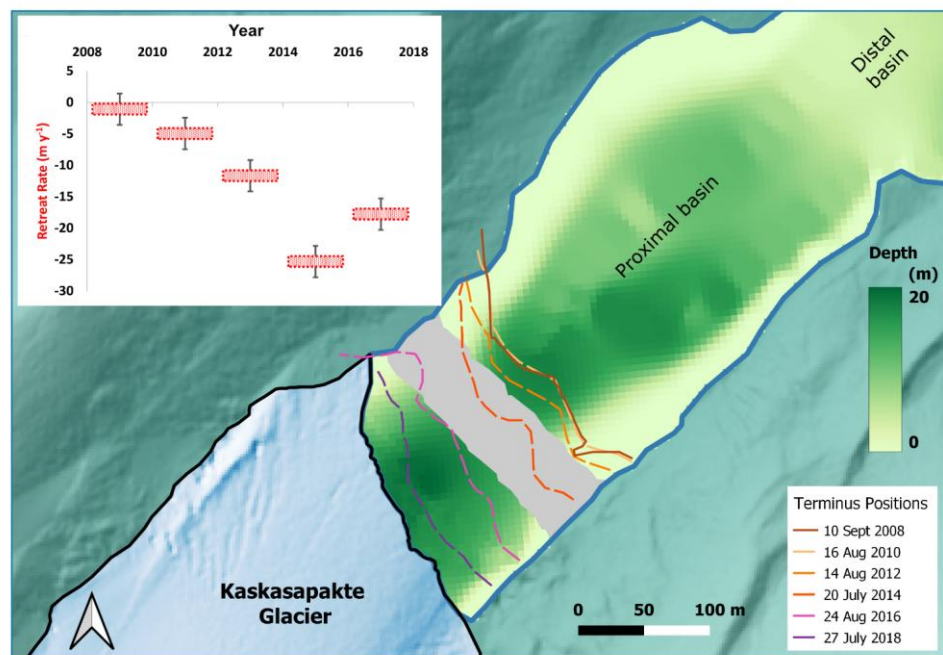 Year
2008 2010 2012 2014 2016 2018
5
0
-5
-10
-15
-20
-25
-30
Retreat Rate (m y⁻¹)
Distal
basin
Proximal basin
Depth
(m)
20
0
Kaskasapakte
Glacier
0 50 100 m
Terminus Positions
10 Sept 2008
16 Aug 2010
14 Aug 2012
20 July 2014
24 Aug 2016
27 July 2018